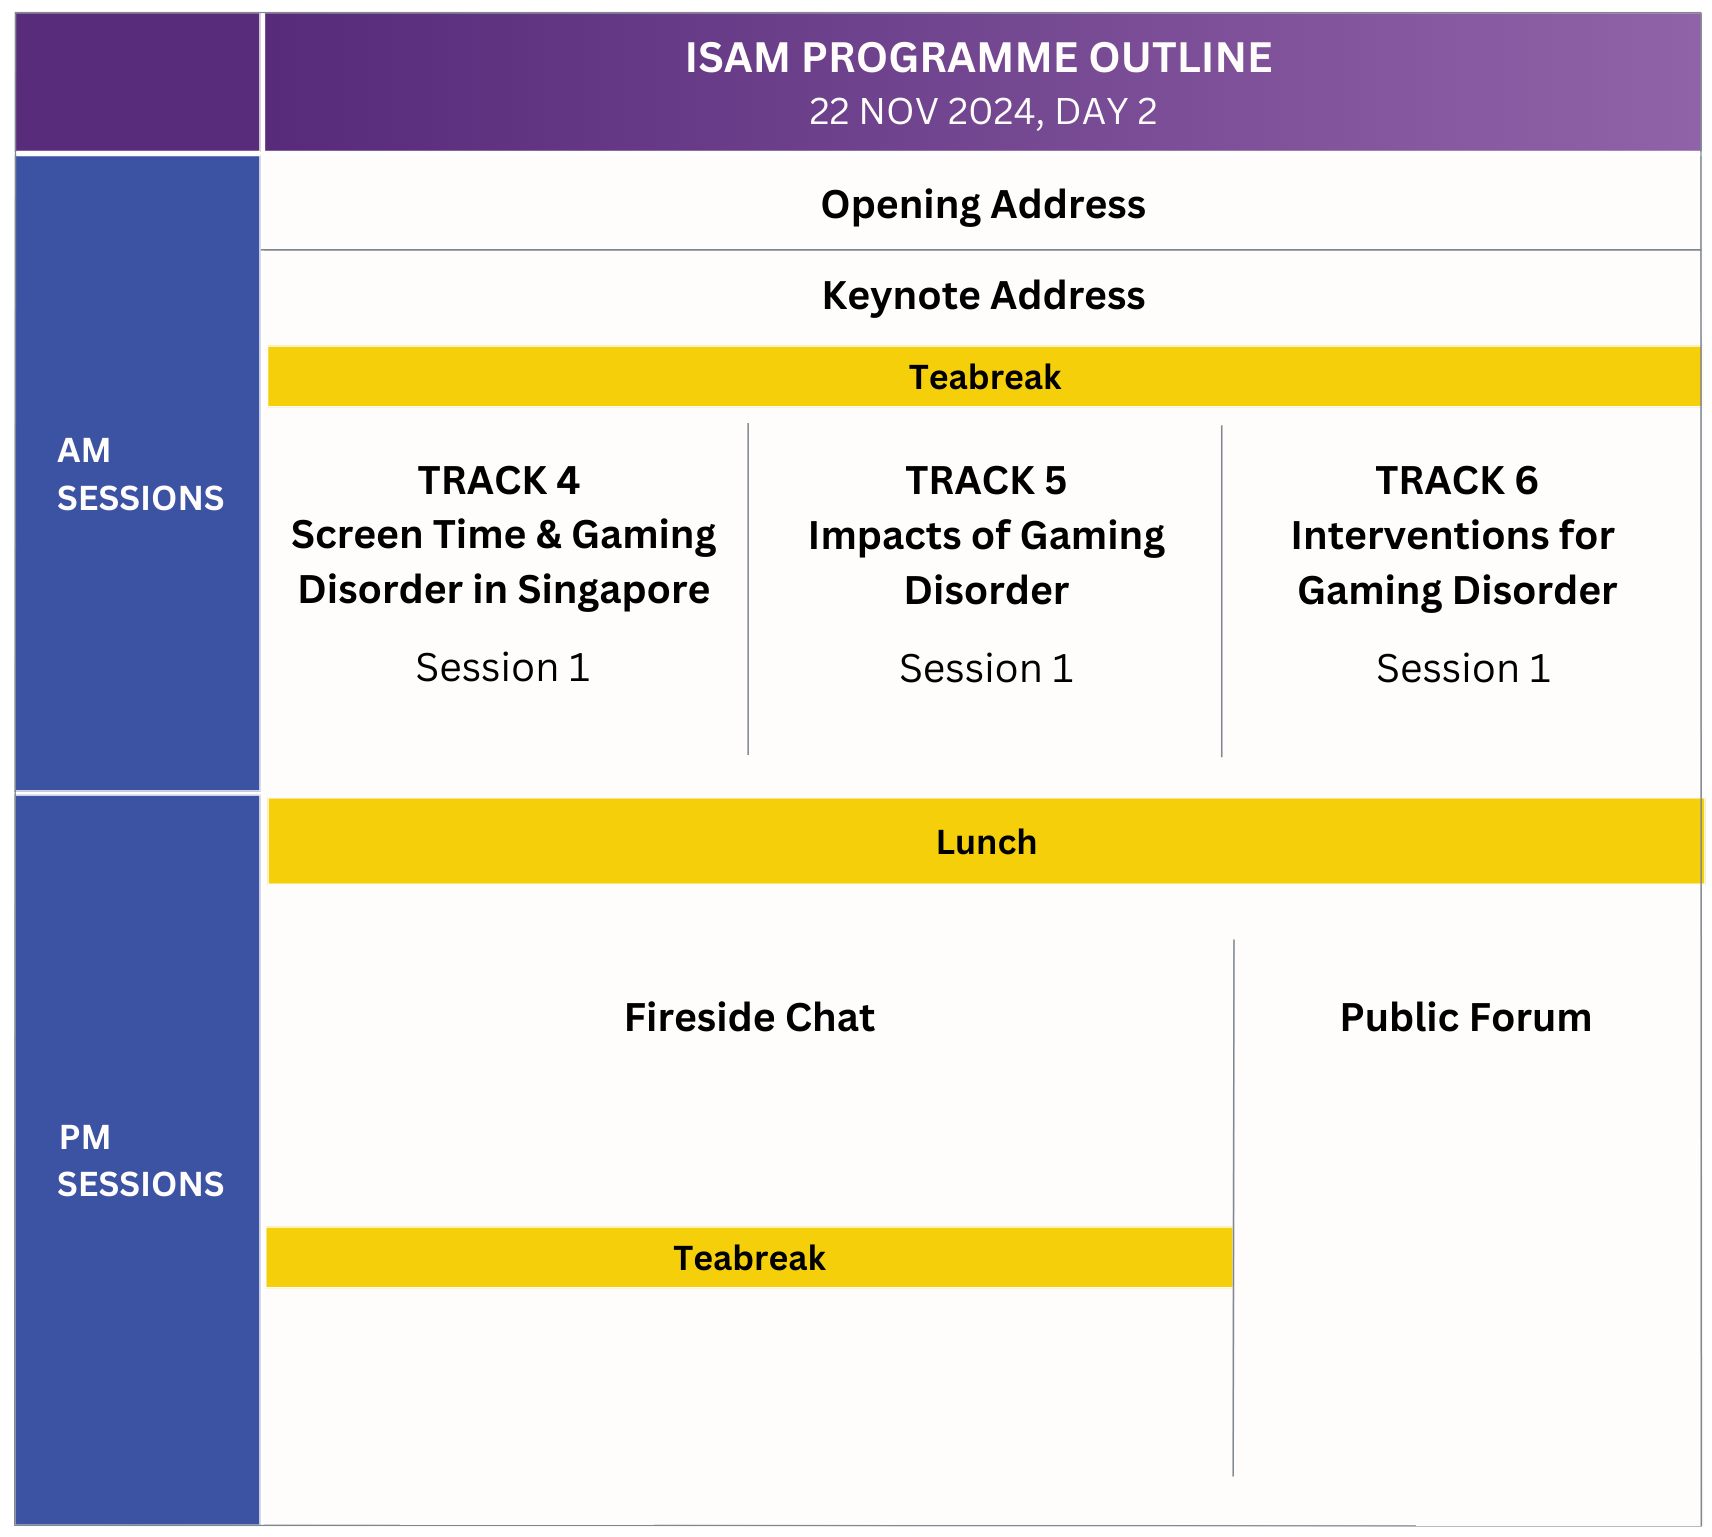 ISAM PROGRAMME OUTLINE
22 NOV 2024, DAY 2
AM
SESSIONS
Opening Address
Keynote Address
Teabreak
TRACK 4
Screen Time & Gaming
Disorder in Singapore
Session 1
TRACK 5
Impacts of Gaming
Disorder
Session 1
TRACK 6
Interventions for
Gaming Disorder
Session 1
PM
SESSIONS
Lunch
Fireside Chat
Public Forum
Teabreak